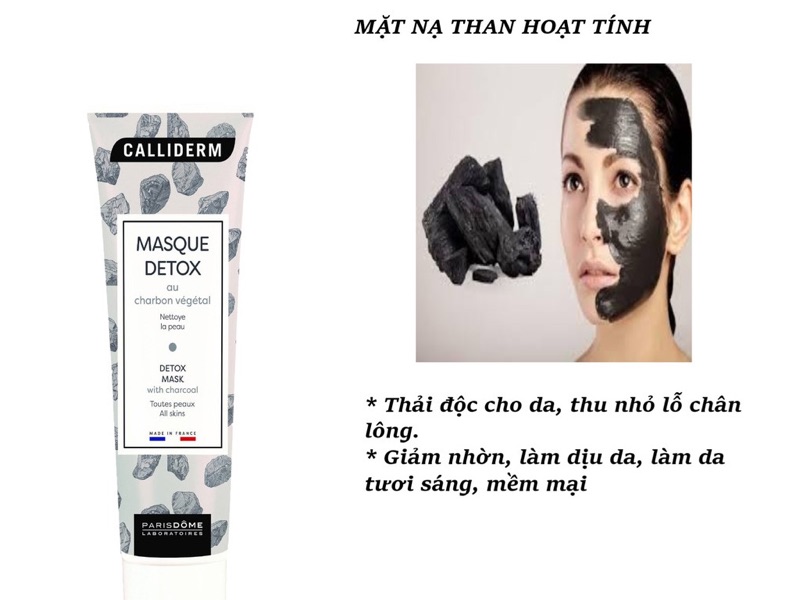 MẶT NẠ THAN HOẠT TÍNH
CALLIDERM
MASQUE
DETOX
au
charbon végétal
Nettoye
la peau
DETOX
MASK
with charcoal
Toutes peaux
All skins
MADE IN FRANCE
PARISDÔME
LABORATOIRES
* Thải độc cho da, thu nhỏ lỗ chân
lông.
* Giảm nhờn, làm dịu da, làm da
tươi sáng, mềm mại